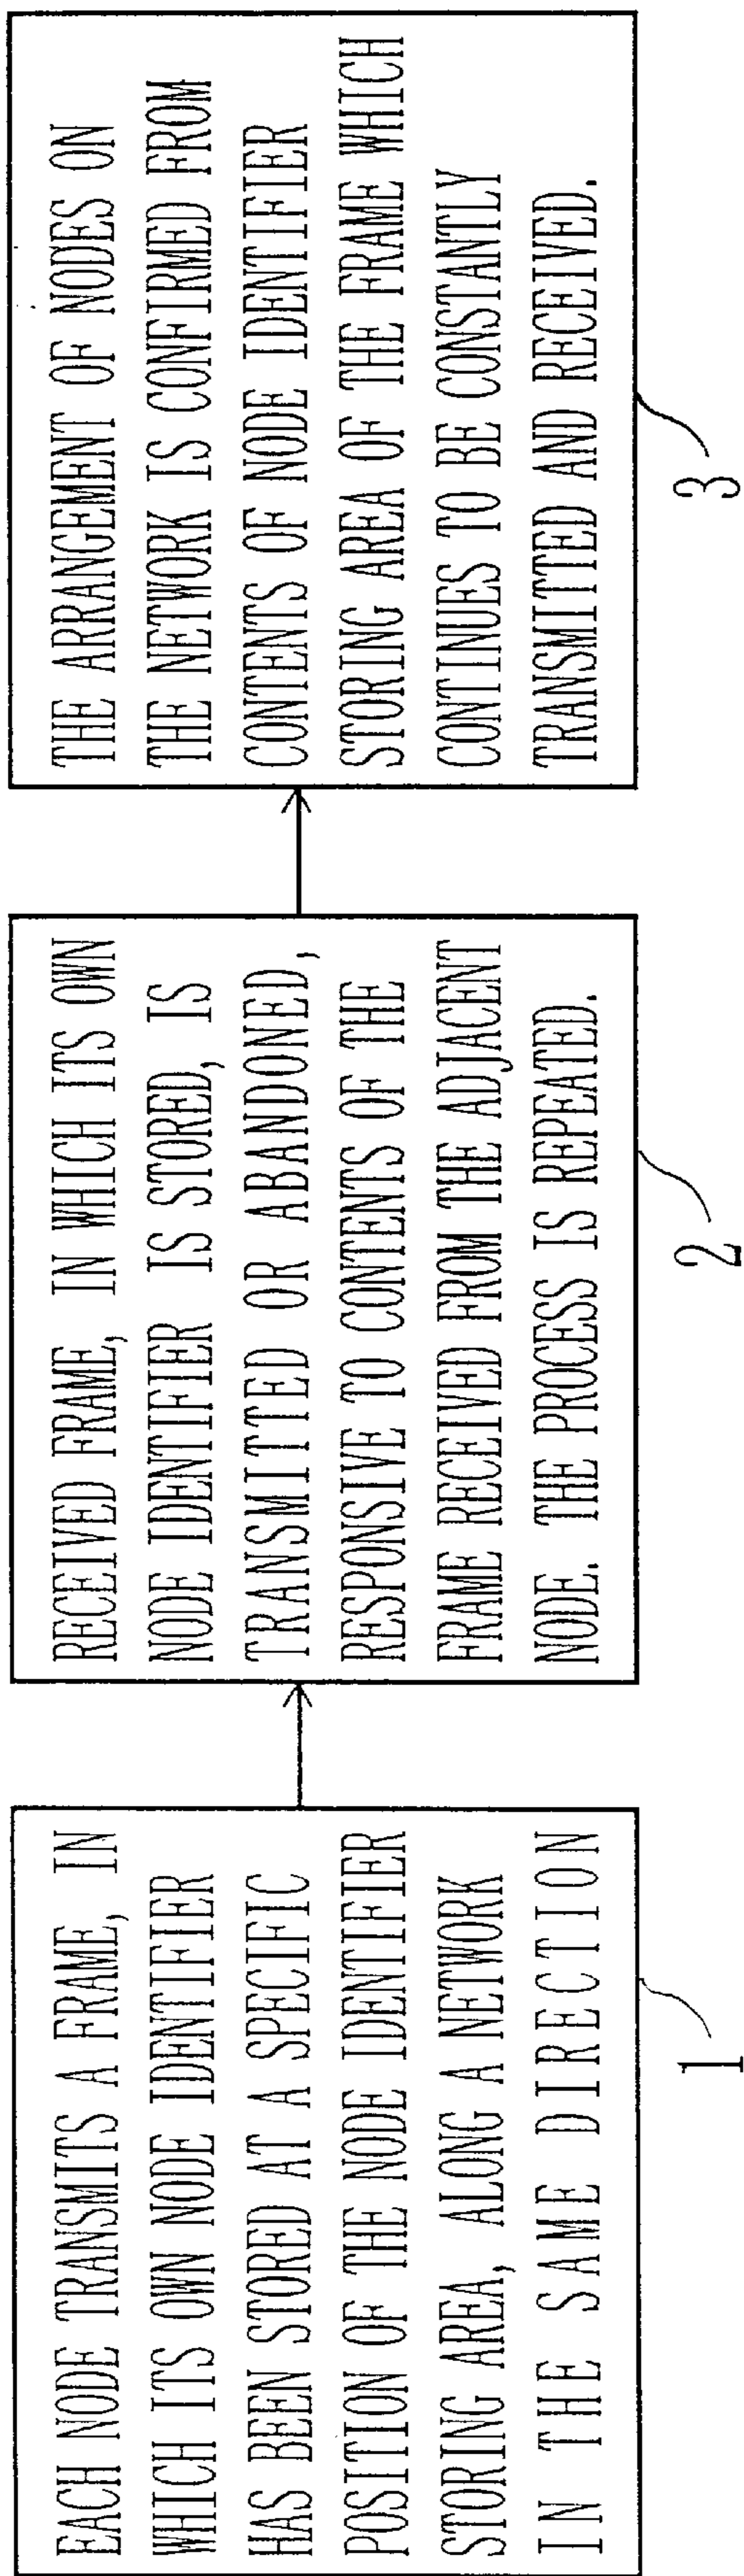 EACH NODE TRANSMITS A FRAME, IN
WHICH ITS OWN NODE IDENTIFIER
HAS BEEN STORED AT A SPECIFIC
POSITION OF THE NODE IDENTIFIER
STORING AREA, ALONG A NETWORK
IN THE SAME DIRECTION
1
RECEIVED FRAME, IN WHICH ITS OWN
NODE IDENTIFIER IS STORED, IS
TRANSMITTED OR ABANDONED,
RESPONSIVE TO CONTENTS OF THE
FRAME RECEIVED FROM THE ADJACENT
NODE. THE PROCESS IS REPEATED.
2
THE ARRANGEMENT OF NODES ON
THE NETWORK IS CONFIRMED FROM
CONTENTS OF NODE IDENTIFIER
STORING AREA OF THE FRAME WHICH
CONTINUES TO BE CONSTANTLY
TRANSMITTED AND RECEIVED.
3